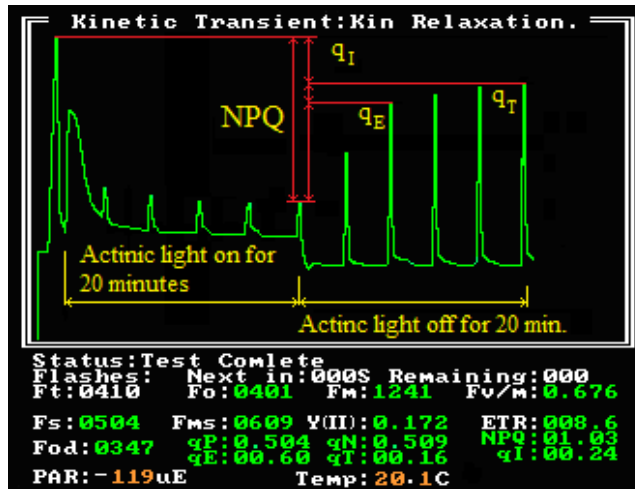 Kinetic Transient:Kin Relaxation.
qI
NPQ
qE
qT
Actinic light on for
20 minutes
Actinc light off for 20 min.
Status:Test Comlete
Flashes: Next in:000S Remaining:000
Ft:0410 Fo:0401 Fm:1241 Fv/m:0.676
Fs:0504 Fms:0609 Y(II):0.172 ETR:008.6
Fod:0347 qP:0.504 qN:0.509 NPQ:01.03
qE:00.60 qT:00.16 qI:00.24
PAR:-119uE Temp:20.1C